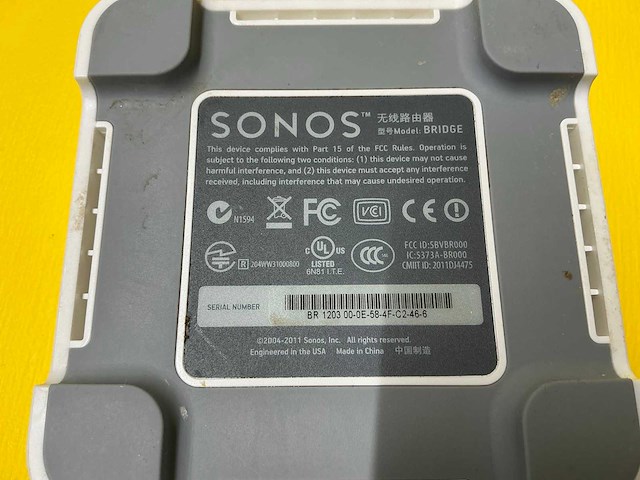 SONOS™ 无线路由器
型号Model: BRIDGE
This device complies with Part 15 of the FCC Rules. Operation is
subject to the following two conditions: (1) this device may not cause
harmful interference, and (2) this device must accept any interference
received, including interference that may cause undesired operation.
N1594 FC VCCI CE
R 204WW31000800
C UL US
LISTED
6N81 I.T.E.
CCC
FCC ID:SBVBR000
IC:5373A-BR000
CMIIT ID: 2011DJ4475
SERIAL NUMBER
BR 1203 00-0E-58-4F-C2-46-6
©2004-2011 Sonos, Inc. All rights reserved.
Engineered in the USA Made in China 中国制造